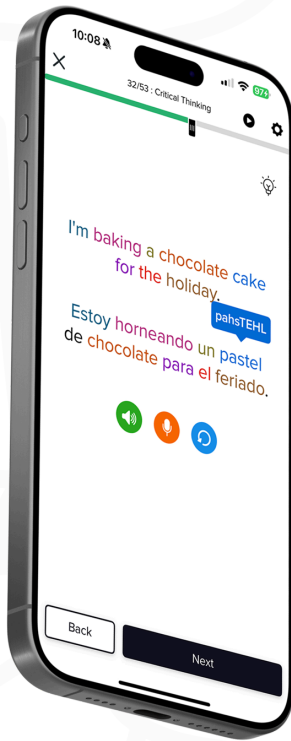 10:08
97+
32/53 : Critical Thinking
I'm baking a chocolate cake
for the holiday.
pahsTEHL
Estoy horneando un pastel
de chocolate para el feriado.
Back
Next